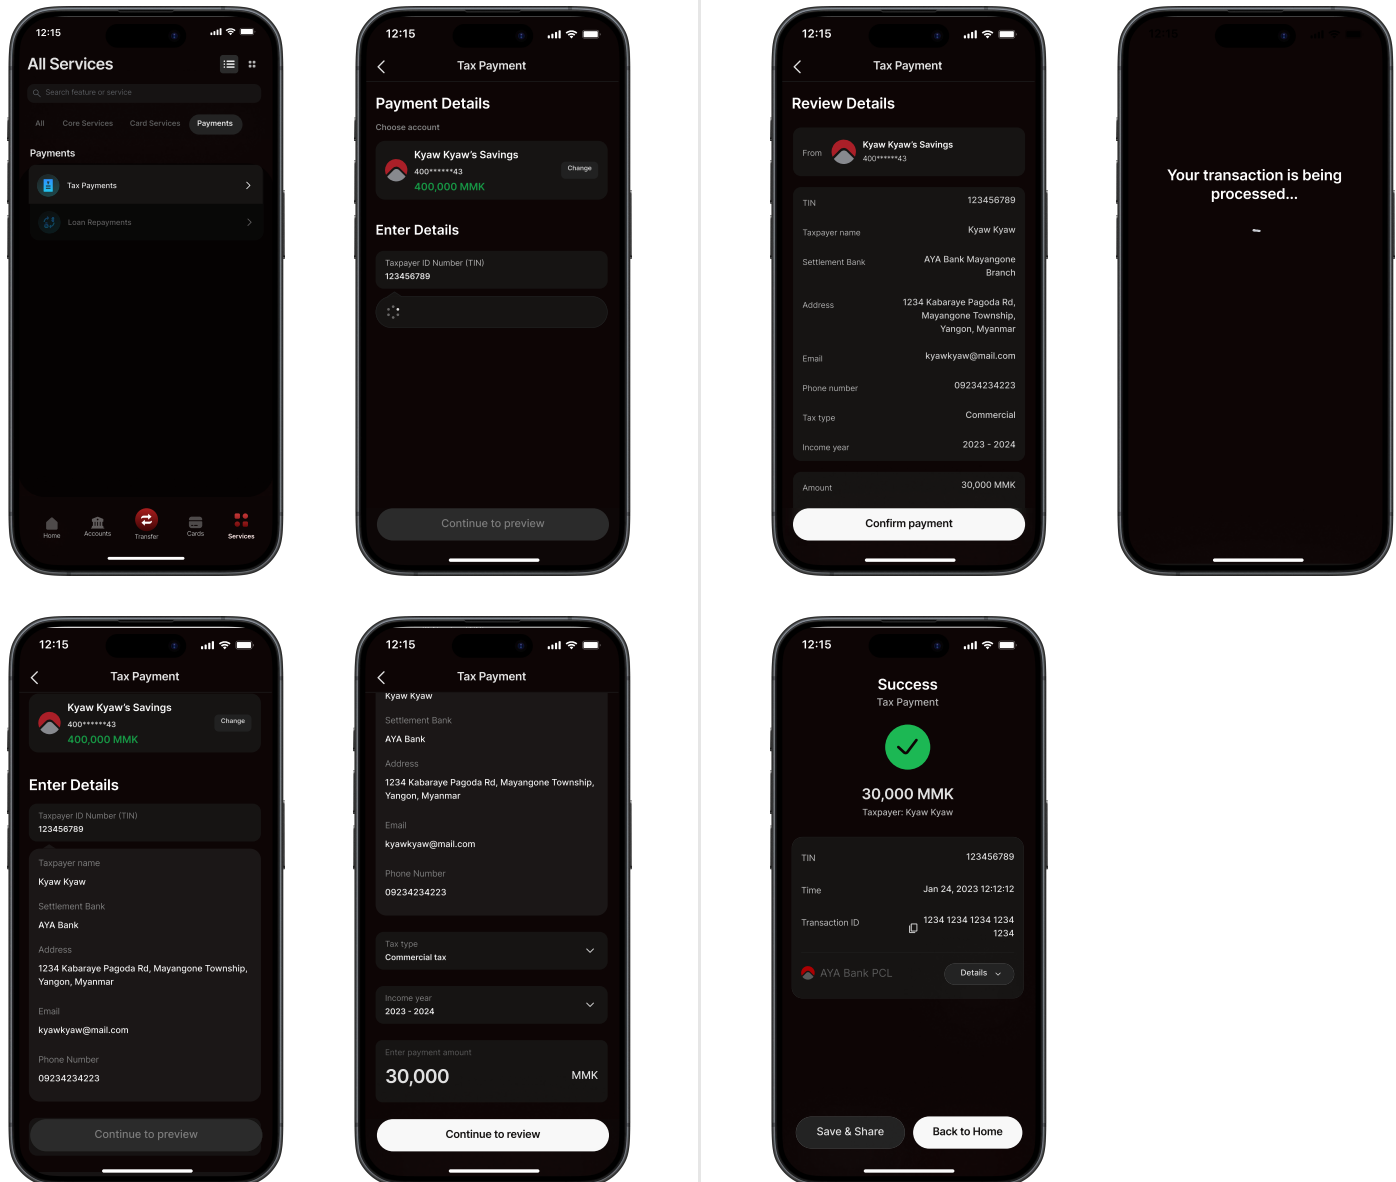 12:15
All Services
Search feature or service
All Core Services Card Services Payments
Payments
Tax Payments
Loan Repayments
Home Accounts Transfer Cards Services
12:15
Tax Payment
Payment Details
Choose account
Kyaw Kyaw's Savings
400******43
400,000 MMK
Change
Enter Details
Taxpayer ID Number (TIN)
123456789
Continue to preview
12:15
Tax Payment
Review Details
From
Kyaw Kyaw's Savings
400******43
TIN 123456789
Taxpayer name Kyaw Kyaw
Settlement Bank AYA Bank Mayangone
Branch
Address 1234 Kabaraye Pagoda Rd,
Mayangone Township,
Yangon, Myanmar
Email kyawkyaw@mail.com
Phone number 09234234223
Tax type Commercial
Income year 2023 - 2024
Amount 30,000 MMK
Confirm payment
12:15
Your transaction is being
processed...
12:15
Tax Payment
Kyaw Kyaw's Savings
400******43
400,000 MMK
Change
Enter Details
Taxpayer ID Number (TIN)
123456789
Taxpayer name
Kyaw Kyaw
Settlement Bank
AYA Bank
Address
1234 Kabaraye Pagoda Rd, Mayangone Township,
Yangon, Myanmar
Email
kyawkyaw@mail.com
Phone Number
09234234223
Continue to preview
12:15
Tax Payment
Kyaw Kyaw
Settlement Bank
AYA Bank
Address
1234 Kabaraye Pagoda Rd, Mayangone Township,
Yangon, Myanmar
Email
kyawkyaw@mail.com
Phone Number
09234234223
Tax type
Commercial tax
Income year
2023 - 2024
Enter payment amount
30,000 MMK
Continue to review
12:15
Success
Tax Payment
30,000 MMK
Taxpayer: Kyaw Kyaw
TIN 123456789
Time Jan 24, 2023 12:12:12
Transaction ID 1234 1234 1234 1234
1234
AYA Bank PCL
Details
Save & Share
Back to Home